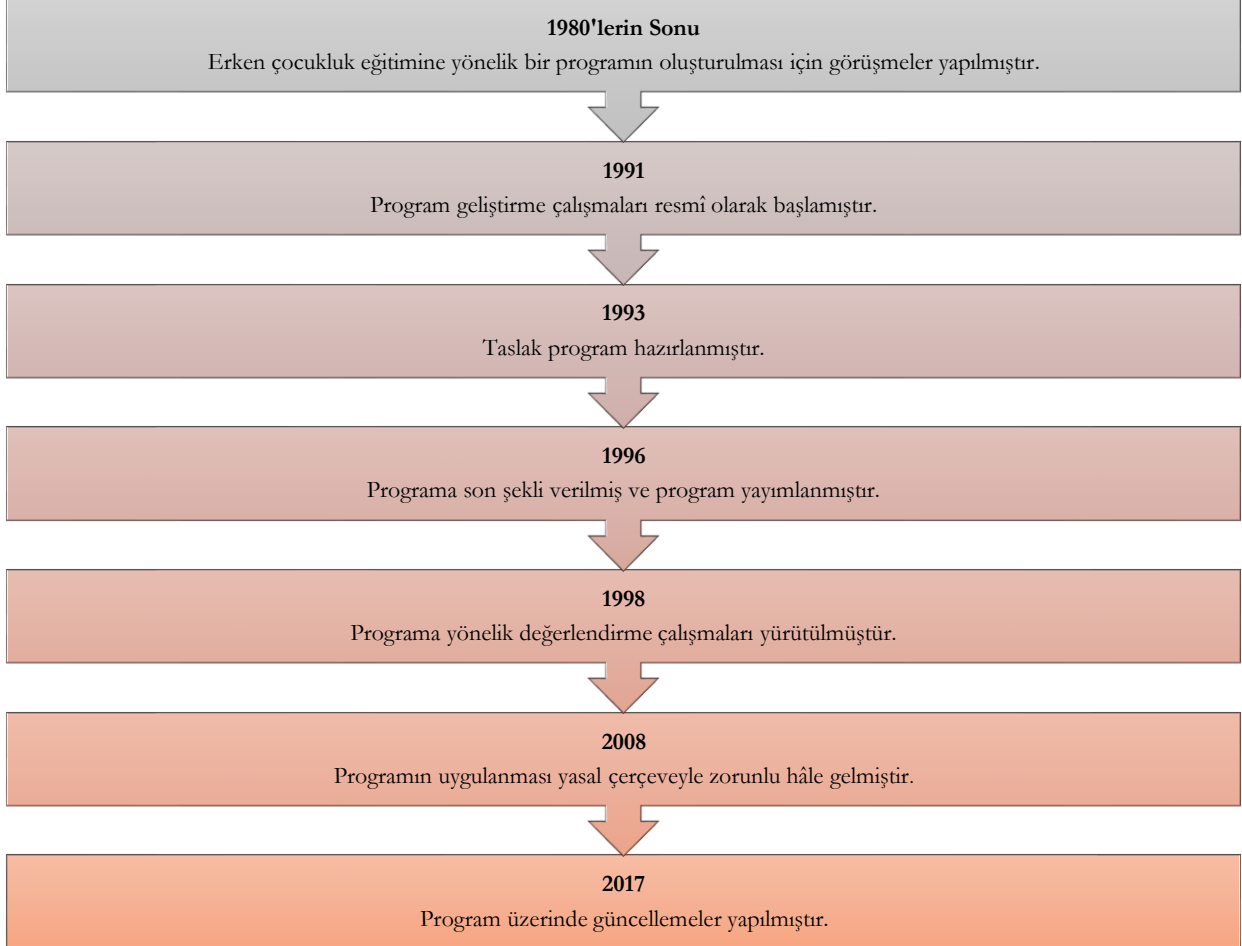 1980'lerin Sonu
Erken çocukluk eğitimine yönelik bir programın oluşturulması için görüşmeler yapılmıştır.
1991
Program geliştirme çalışmaları resmî olarak başlamıştır.
1993
Taslak program hazırlanmıştır.
1996
Programa son şekli verilmiş ve program yayımlanmıştır.
1998
Programa yönelik değerlendirme çalışmaları yürütülmüştür.
2008
Programın uygulanması yasal çerçeveyle zorunlu hâle gelmiştir.
2017
Program üzerinde güncellemeler yapılmıştır.